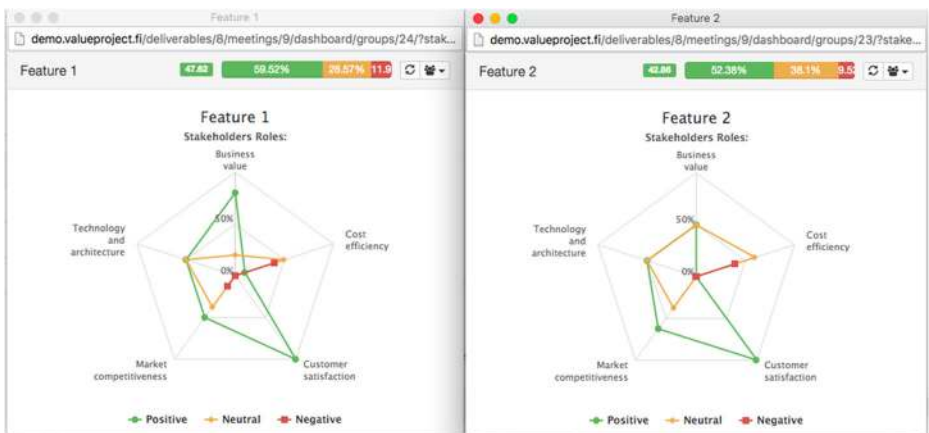 Feature 1
demo.valueproject.fi/deliverables/8/meetings/9/dashboard/groups/24/?stak...
Feature 1
47.62
59.52%
28.57%
11.9
Feature 1
Stakeholders Roles:
Business
value
50%
0%
Technology
and
architecture
Cost
efficiency
Market
competitiveness
Customer
satisfaction
Positive Neutral Negative
Feature 2
demo.valueproject.fi/deliverables/8/meetings/9/dashboard/groups/23/?stake...
Feature 2
42.86
52.38%
38.1%
9.52
Feature 2
Stakeholders Roles:
Business
value
50%
0%
Technology
and
architecture
Cost
efficiency
Market
competitiveness
Customer
satisfaction
Positive Neutral Negative